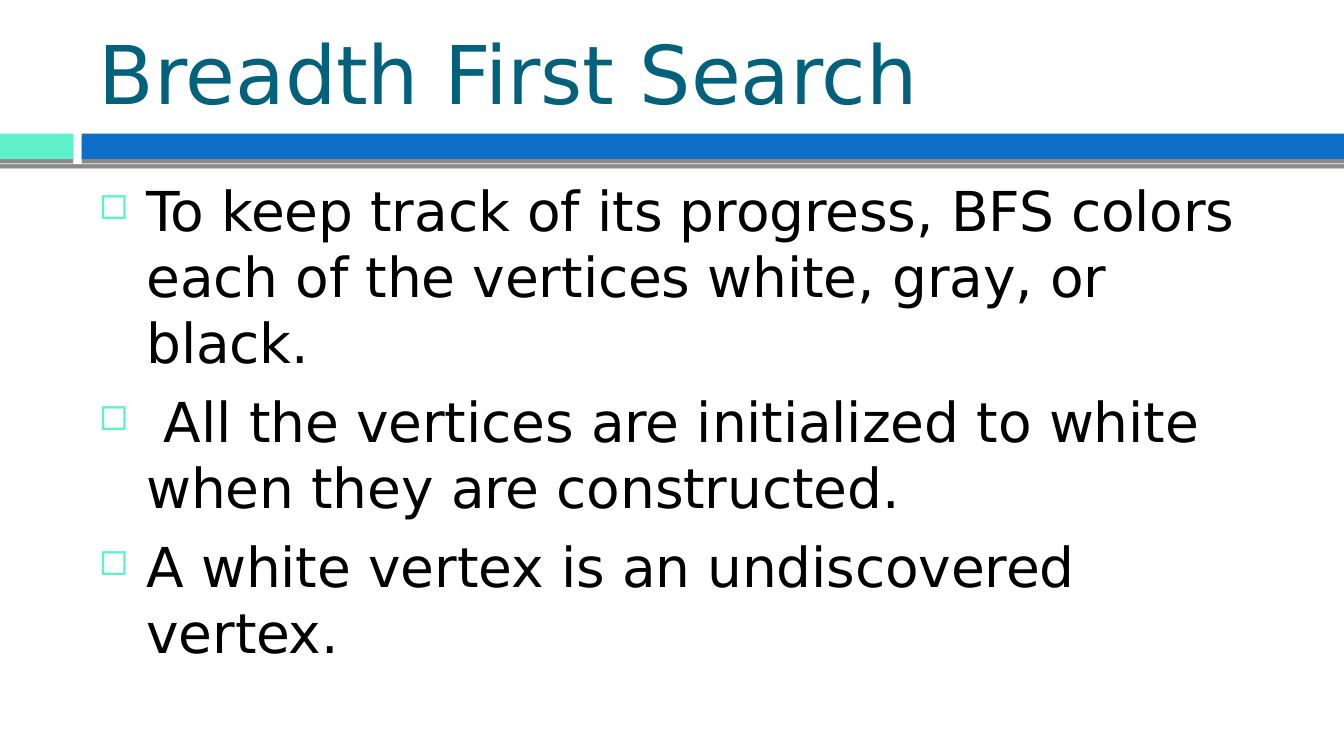 Breadth First Search
To keep track of its progress, BFS colors
each of the vertices white, gray, or
black.
All the vertices are initialized to white
when they are constructed.
A white vertex is an undiscovered
vertex.